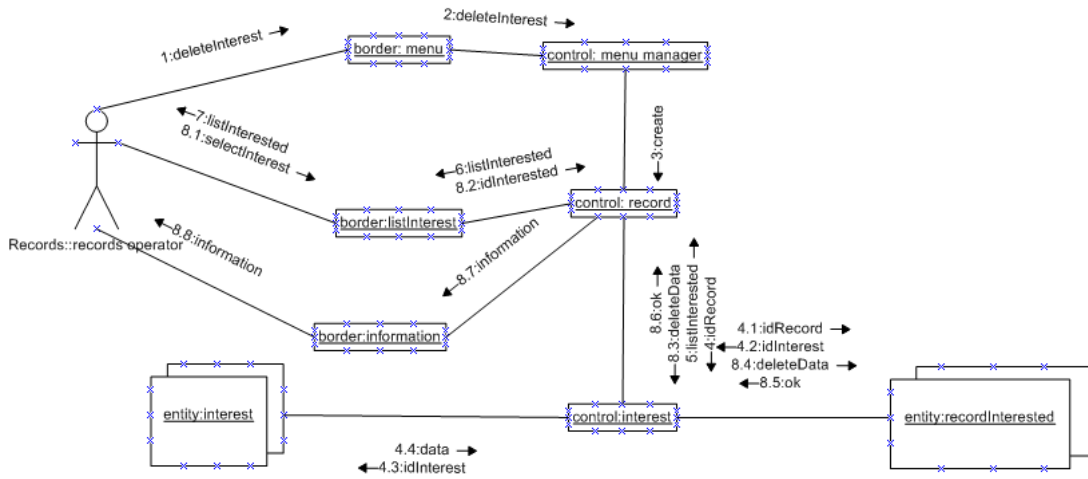 2:deleteInterest
1:deleteInterest
border: menu
control: menu manager
7:listInterested
8.1:selectInterest
6:listInterested
8.2:idInterested
3:create
control: record
border:listInterest
Records::records operator
8.8:information
8.7:information
border:information
8.6:ok
8.3:deleteData
5:listInterested
4:idRecord
4.1:idRecord
4.2:idInterest
8.4:deleteData
8.5:ok
entity:interest
control:interest
entity:recordInterested
4.4:data
4.3:idInterest